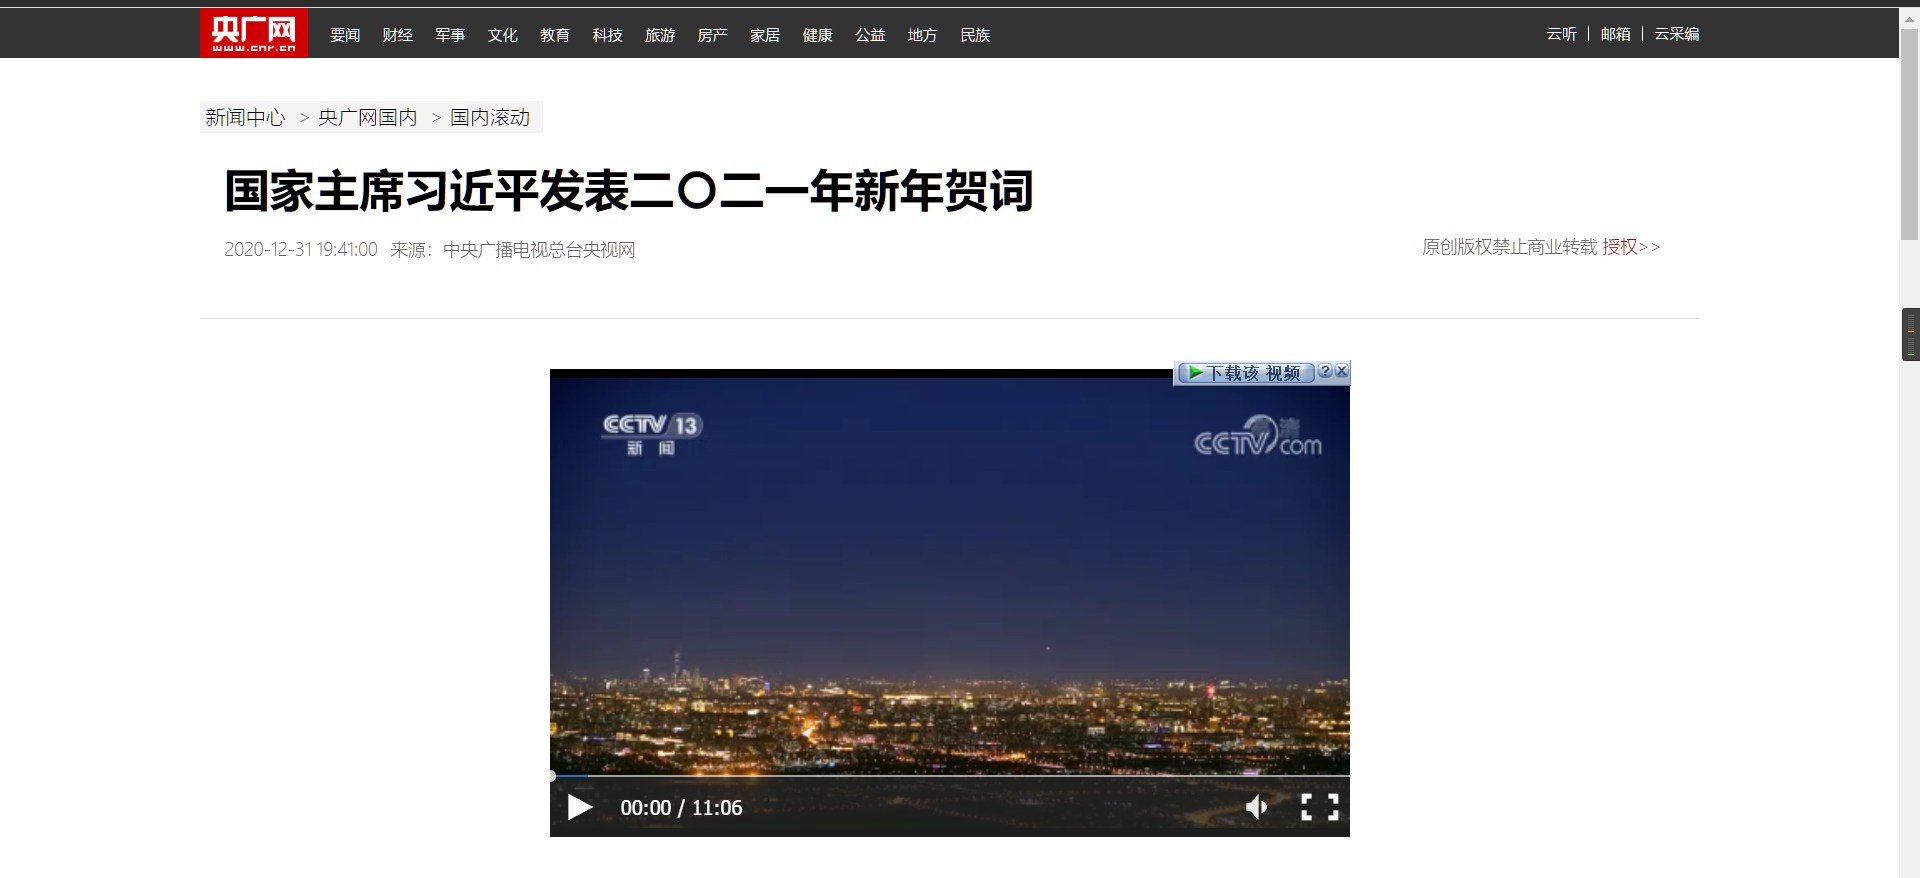 央广网 要闻 财经 军事 文化 教育 科技 旅游 房产 家居 健康 公益 地方 民族 云听 | 邮箱 | 云采编
www.cnr.cn
新闻中心 > 央广网国内 > 国内滚动
国家主席习近平发表二〇二一年新年贺词
2020-12-31 19:41:00 来源：中央广播电视总台央视网 原创版权禁止商业转载 授权>>
下载该 视频 ? X
CCTV 13
新闻
高清
CCTV.com
00:00 / 11:06